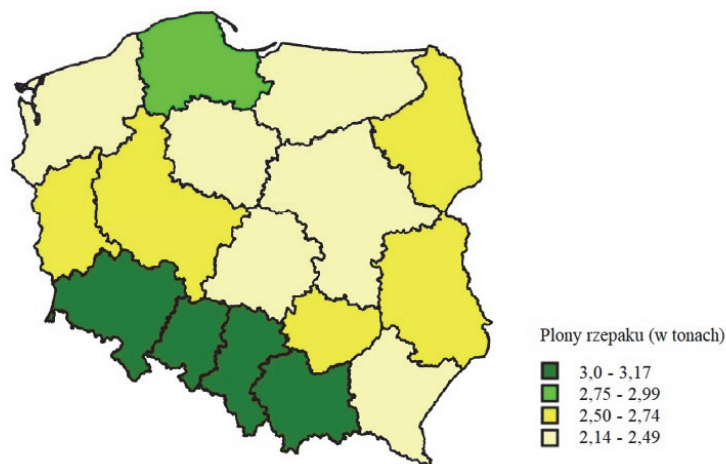 Plony rzepaku (w tonach)
3,0 - 3,17
2,75 - 2,99
2,50 - 2,74
2,14 - 2,49